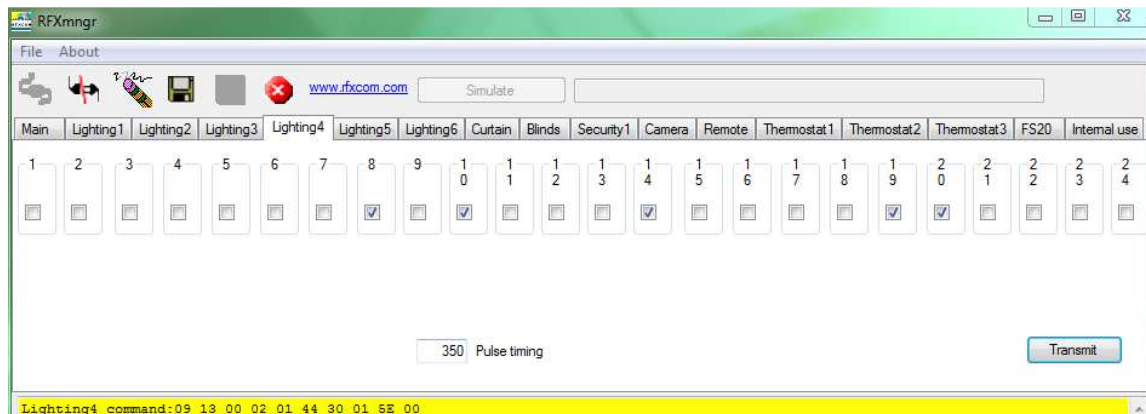 RFXmngr
File About
www.rfxcom.com Simulate
Main Lighting1 Lighting2 Lighting3 Lighting4 Lighting5 Lighting6 Curtain Blinds Security1 Camera Remote Thermostat1 Thermostat2 Thermostat3 FS20 Internal use
1 2 3 4 5 6 7 8 9 10 11 12 13 14 15 16 17 18 19 20 21 22 23 24
350 Pulse timing Transmit
Lighting4 command:09 13 00 02 01 44 30 01 5E 00